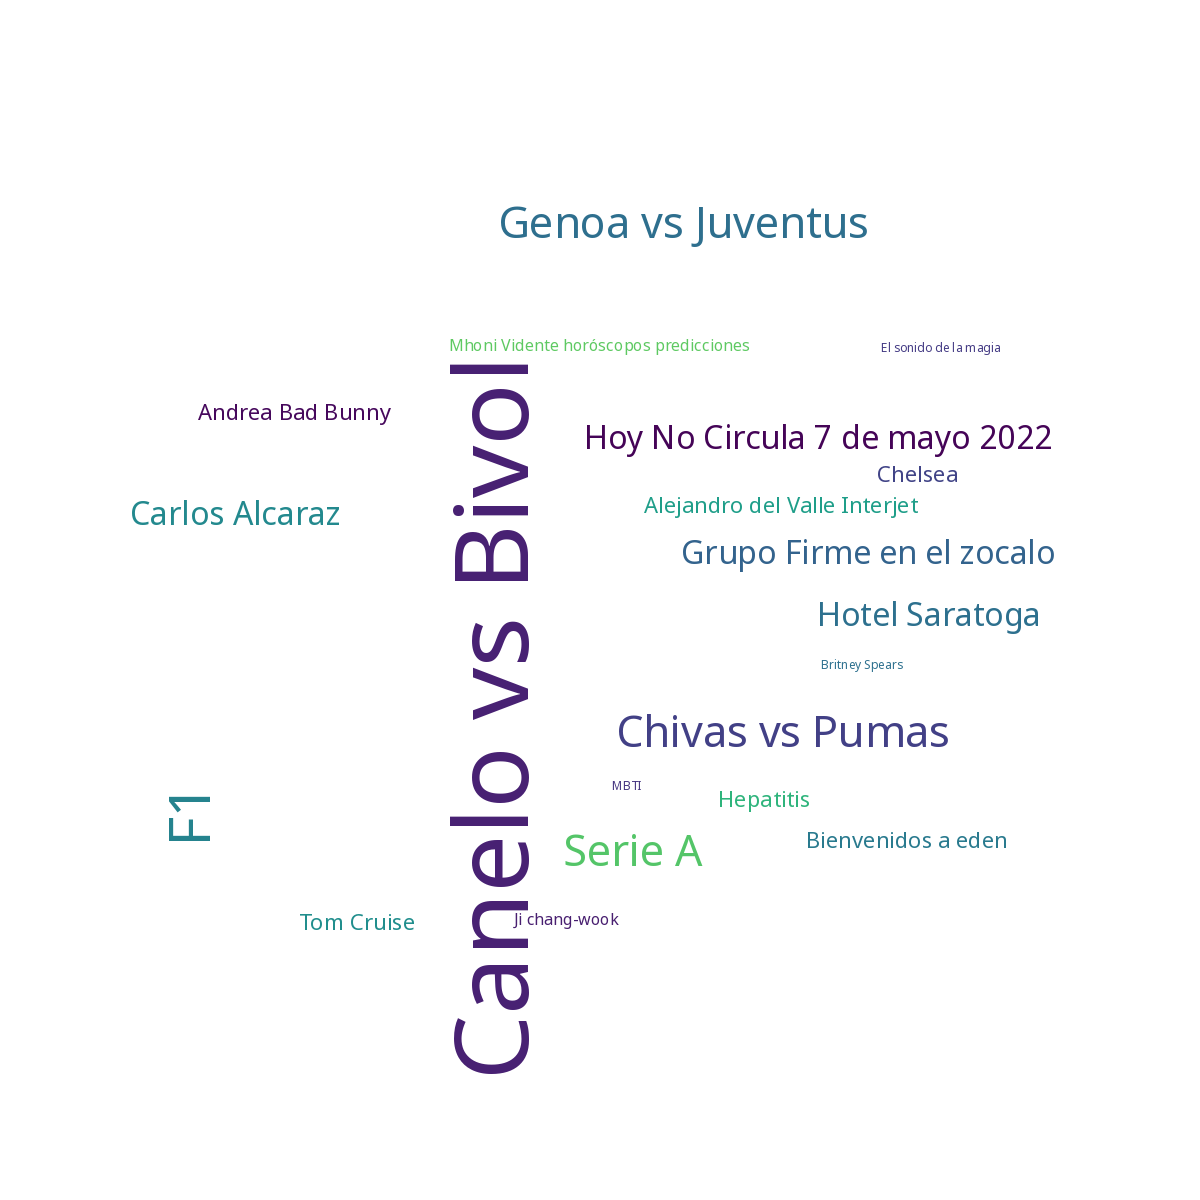 Genoa vs Juventus
Mhoni Vidente horóscopos predicciones
El sonido de la magia
Andrea Bad Bunny
Canelo vs Bivol
Hoy No Circula 7 de mayo 2022
Chelsea
Carlos Alcaraz
Alejandro del Valle Interjet
Grupo Firme en el zocalo
Hotel Saratoga
Britney Spears
Chivas vs Pumas
MBTI
Hepatitis
F1
Bienvenidos a eden
Serie A
Tom Cruise
Ji chang-wook